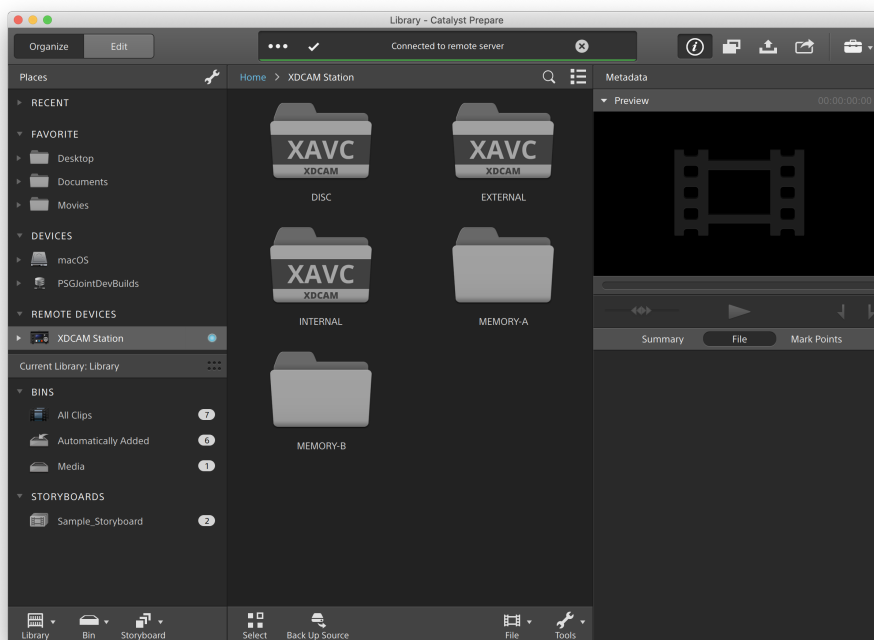 Library - Catalyst Prepare
Organize Edit
Connected to remote server
Places
Home > XDCAM Station
Metadata
RECENT
FAVORITE
Desktop
Documents
Movies
DEVICES
macOS
PSGJointDevBuilds
REMOTE DEVICES
XDCAM Station
Current Library: Library
BINS
All Clips 7
Automatically Added 6
Media 1
STORYBOARDS
Sample_Storyboard 2
Library Bin Storyboard
XAVC
XDCAM
DISC
XAVC
XDCAM
EXTERNAL
XAVC
XDCAM
INTERNAL
MEMORY-A
MEMORY-B
Select Back Up Source File Tools
Preview 00:00:00:00
Summary File Mark Points